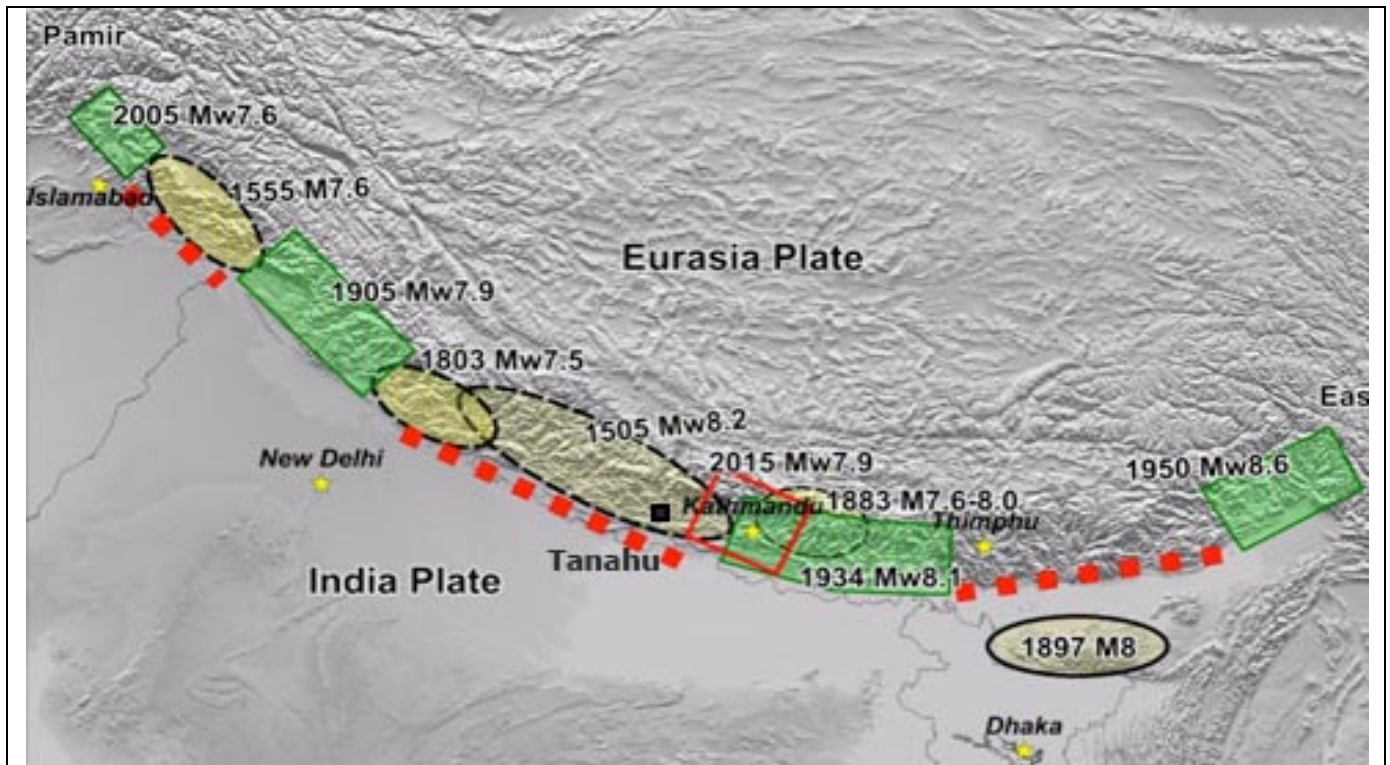 Pamir
2005 Mw7.6
Islamabad
1555 M7.6
Eurasia Plate
1905 Mw7.9
1803 Mw7.5
Eas
1505 Mw8.2
New Delhi
2015 Mw7.9
1950 Mw8.6
Kathmandu
1883 M7.6-8.0
Thimphu
Tanahu
India Plate
1934 Mw8.1
1897 M8
Dhaka